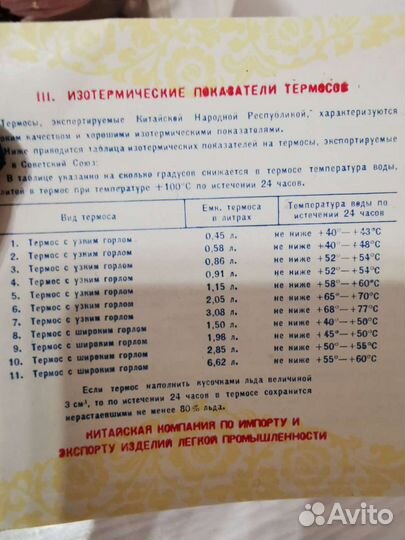 III. ИЗОТЕРМИЧЕСКИЕ ПОКАЗАТЕЛИ ТЕРМОСОВ
Термосы, экспортируемые Китайской Народной Республикой, характеризуются
качеством и хорошими изотермическими показателями.
Ниже приводится таблица изотермических показателей на термосы, экспортируемые
в Советский Союз:
В таблице указано на сколько градусов снижается в термосе температура воды,
литей в термос при температуре +100°С по истечении 24 часов.
Вид термоса Емк. термоса в литрах Температура воды по истечении 24 часов
1. Термос с узким горлом 0,45 л. не ниже +40°—+43°С
2. Термос с узким горлом 0,58 л. не ниже +40°—+48°С
3. Термос с узким горлом 0,86 л. не ниже +52°—+54°С
4. Термос с узким горлом 0,91 л. не ниже +52°—+54°С
5. Термос с узким горлом 1,15 л. не ниже +58°—+60°С
6. Термос с узким горлом 2,05 л. не ниже +65°—+70°С
7. Термос с узким горлом 3,08 л. не ниже +68°—+77°С
8. Термос с широким горлом 1,50 л. не ниже +40°—+50°С
9. Термос с широким горлом 1,98 л. не ниже +45°—+50°С
10. Термос с широким горлом 2,85 л. не ниже +50°—+55°С
11. Термос с широким горлом 6,62 л. не ниже +55°—+60°С
Если термос наполнить кусочками льда величиной
3 см³, то по истечении 24 часов в термосе сохранится
нерастаевшими не менее 80% льда.
КИТАЙСКАЯ КОМПАНИЯ ПО ИМПОРТУ И
ЭКСПОРТУ ИЗДЕЛИЙ ЛЕГКОЙ ПРОМЫШЛЕННОСТИ
Avito